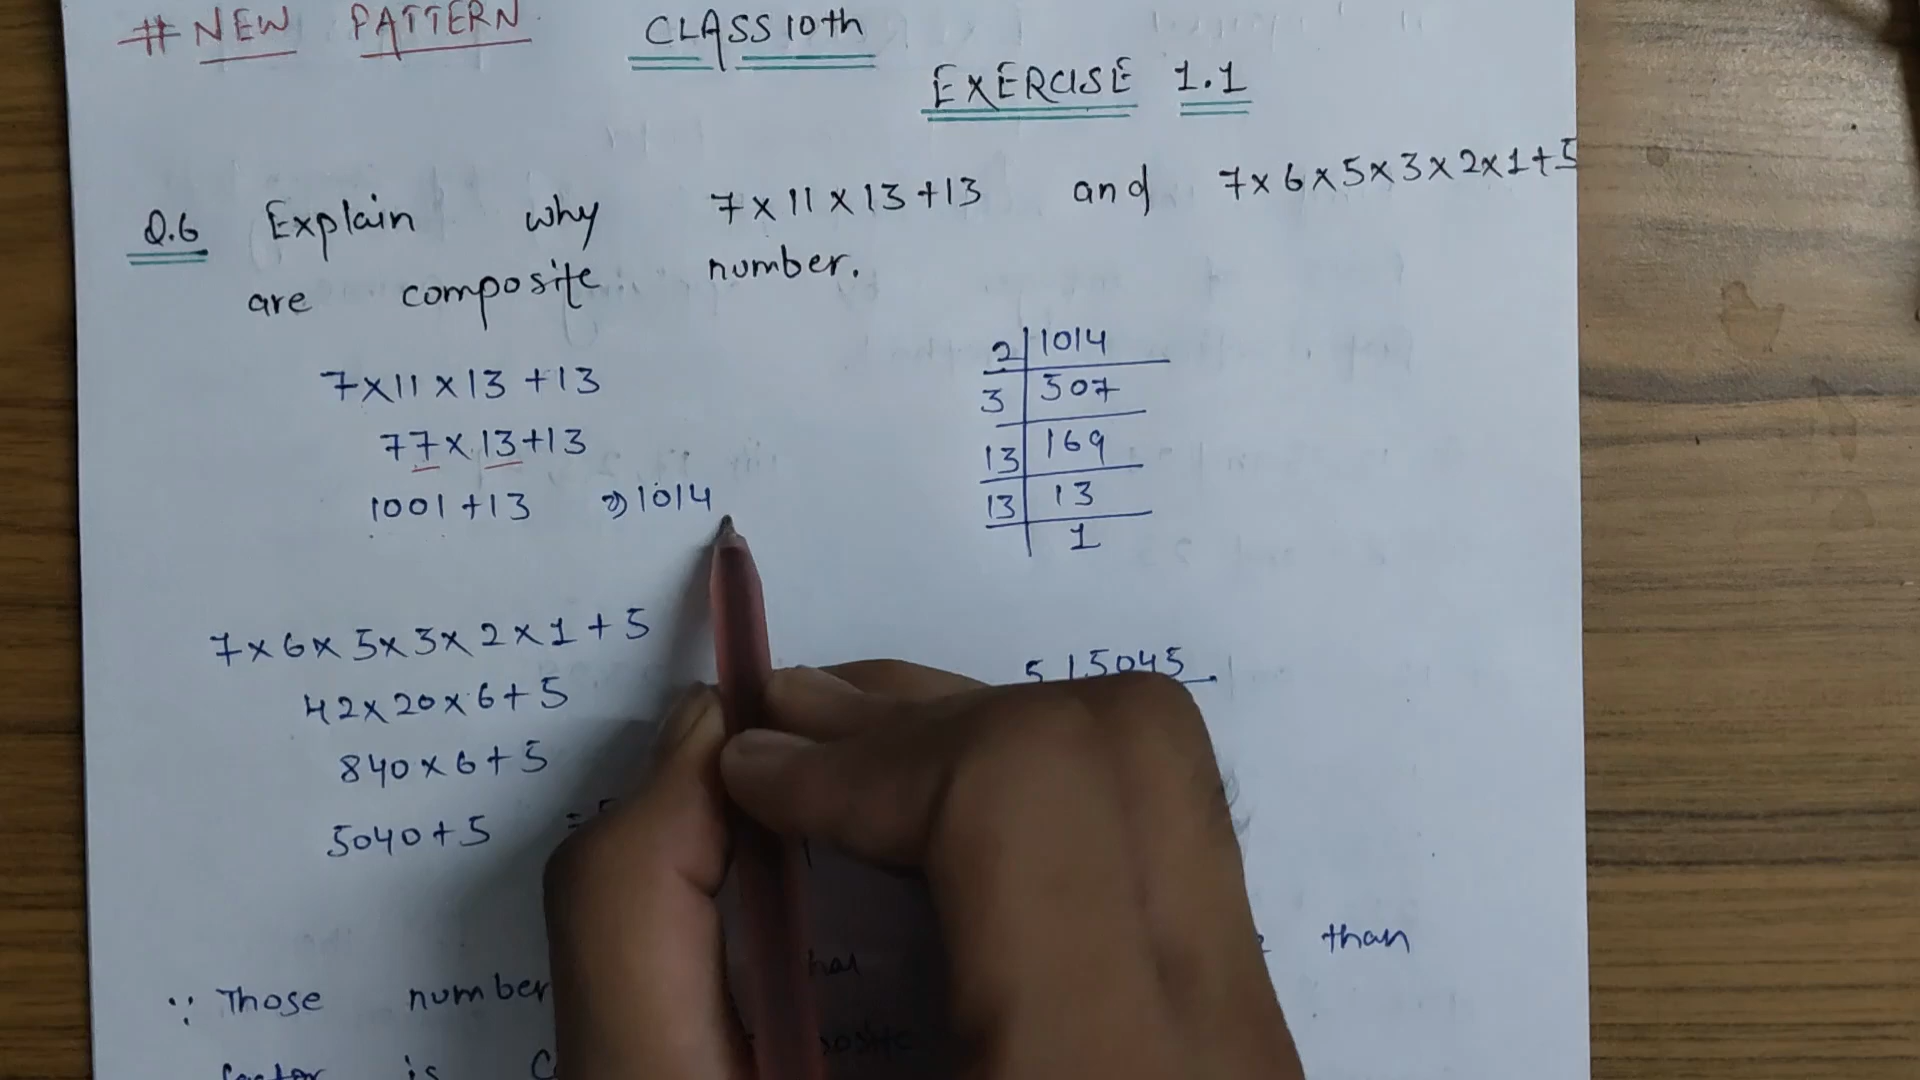 # NEW PATTERN CLASS 10th
EXERCISE 1.1
Q.6 Explain why 7×11×13+13 and 7×6×5×3×2×1+5
are composite number.
7×11×13+13
77×13+13
1001+13 ⇒1014
2 | 1014
3 | 507
13 | 169
13 | 13
1
7×6×5×3×2×1+5
42×20×6+5
840×6+5
5040+5 =
5 | 5045
than
∵ Those number has
factor is